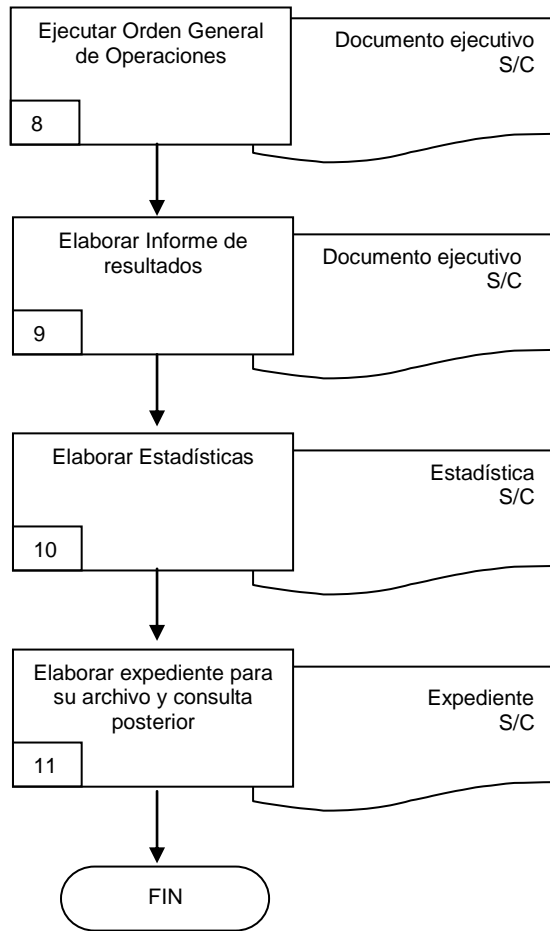 Ejecutar Orden General
de Operaciones
Documento ejecutivo
S/C
8
Elaborar Informe de
resultados
Documento ejecutivo
S/C
9
Elaborar Estadísticas
Estadística
S/C
10
Elaborar expediente para
su archivo y consulta
posterior
Expediente
S/C
11
FIN